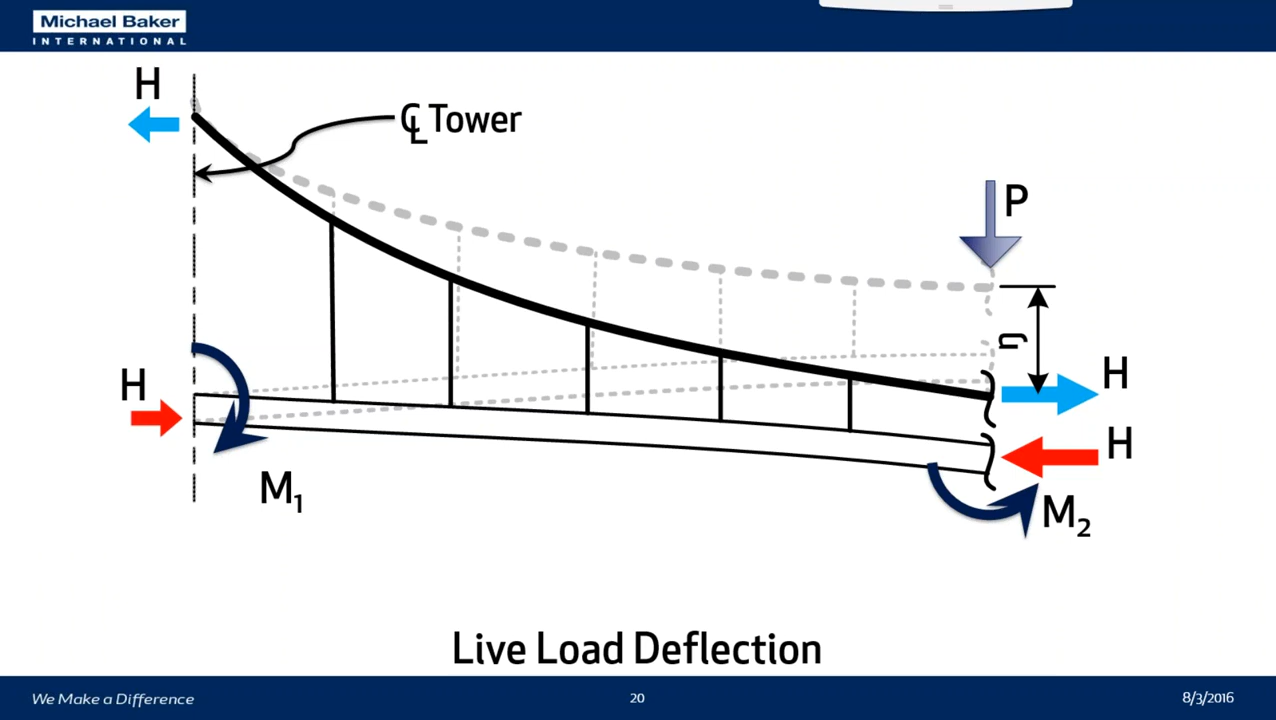 Michael Baker
INTERNATIONAL
H
℄ Tower
P
η
H
H
H
M₁
M₂
Live Load Deflection
We Make a Difference
20
8/3/2016